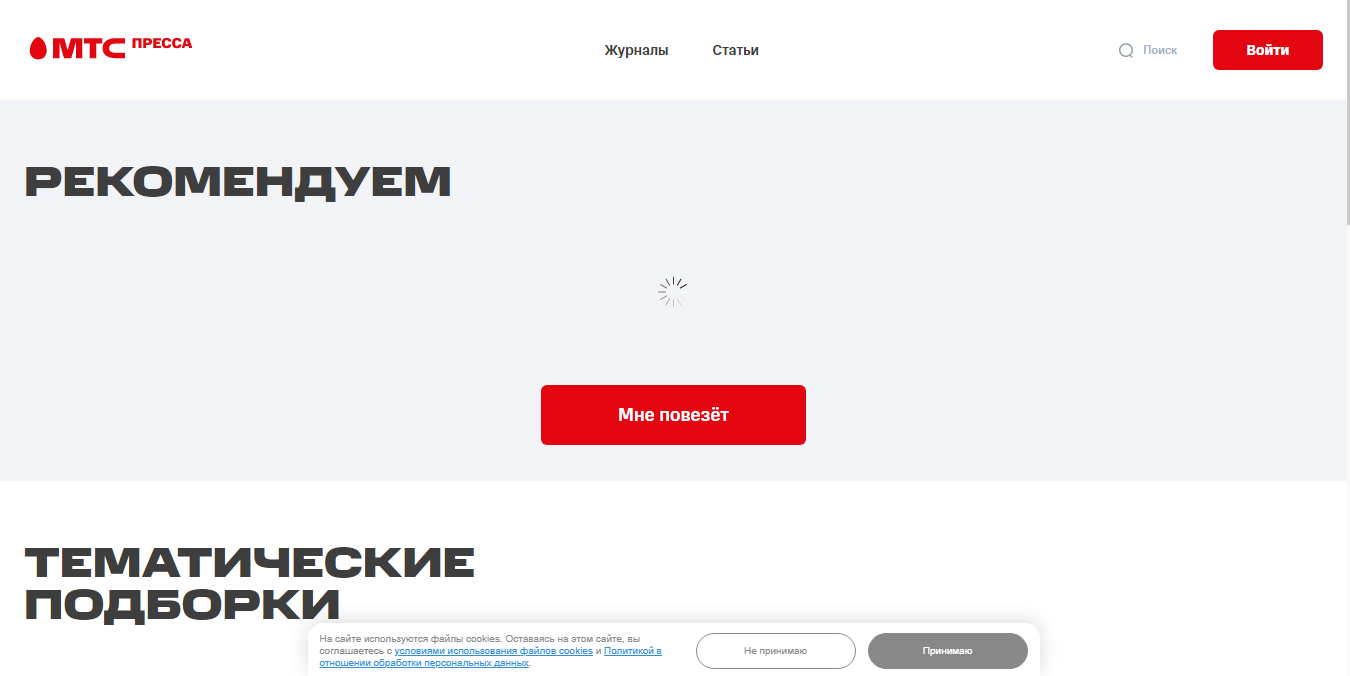 МТС ПРЕССА
Журналы
Статьи
Поиск
Войти
РЕКОМЕНДУЕМ
Мне повезёт
ТЕМАТИЧЕСКИЕ
ПОДБОРКИ
На сайте используются файлы cookies. Оставаясь на этом сайте, вы
соглашаетесь с условиями использования файлов cookies и Политикой в
отношении обработки персональных данных.
Не принимаю
Принимаю